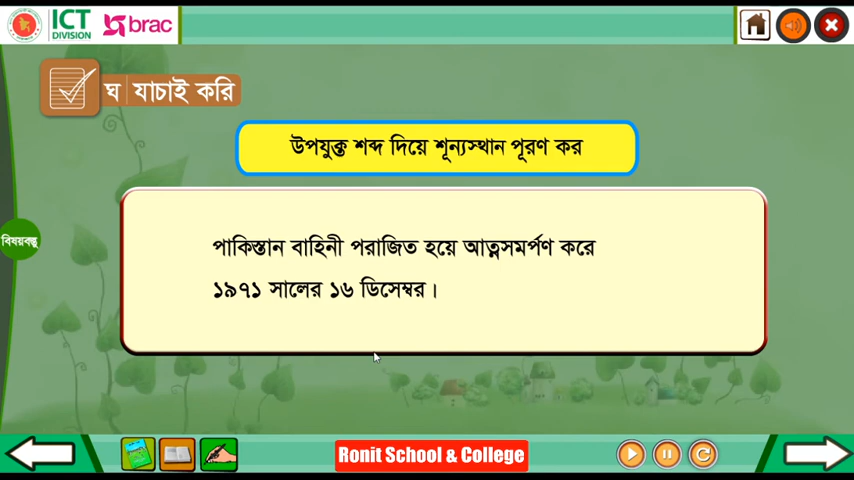 ICT
DIVISION
brac
ঘ যাচাই করি
উপযুক্ত শব্দ দিয়ে শূন্যস্থান পূরণ কর
পাকিস্তান বাহিনী পরাজিত হয়ে আত্নসমর্পণ করে
১৯৭১ সালের ১৬ ডিসেম্বর।
বিষয়বস্তু
Ronit School & College